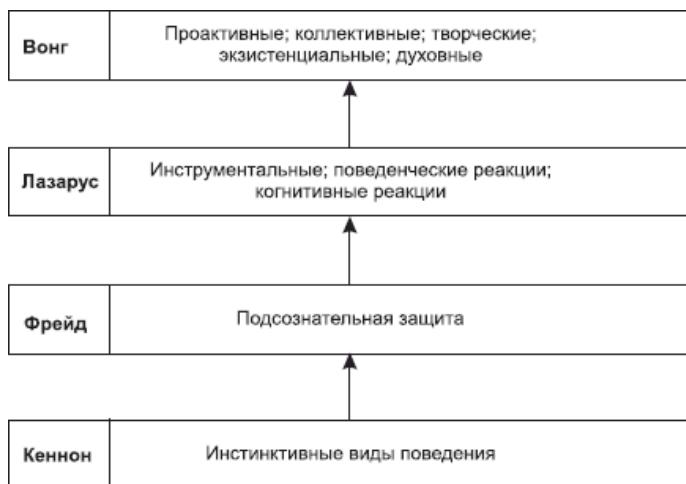 Вонг
Проактивные; коллективные; творческие;
экзистенциальные; духовные
Лазарус
Инструментальные; поведенческие реакции;
когнитивные реакции
Фрейд
Подсознательная защита
Кеннон
Инстинктивные виды поведения